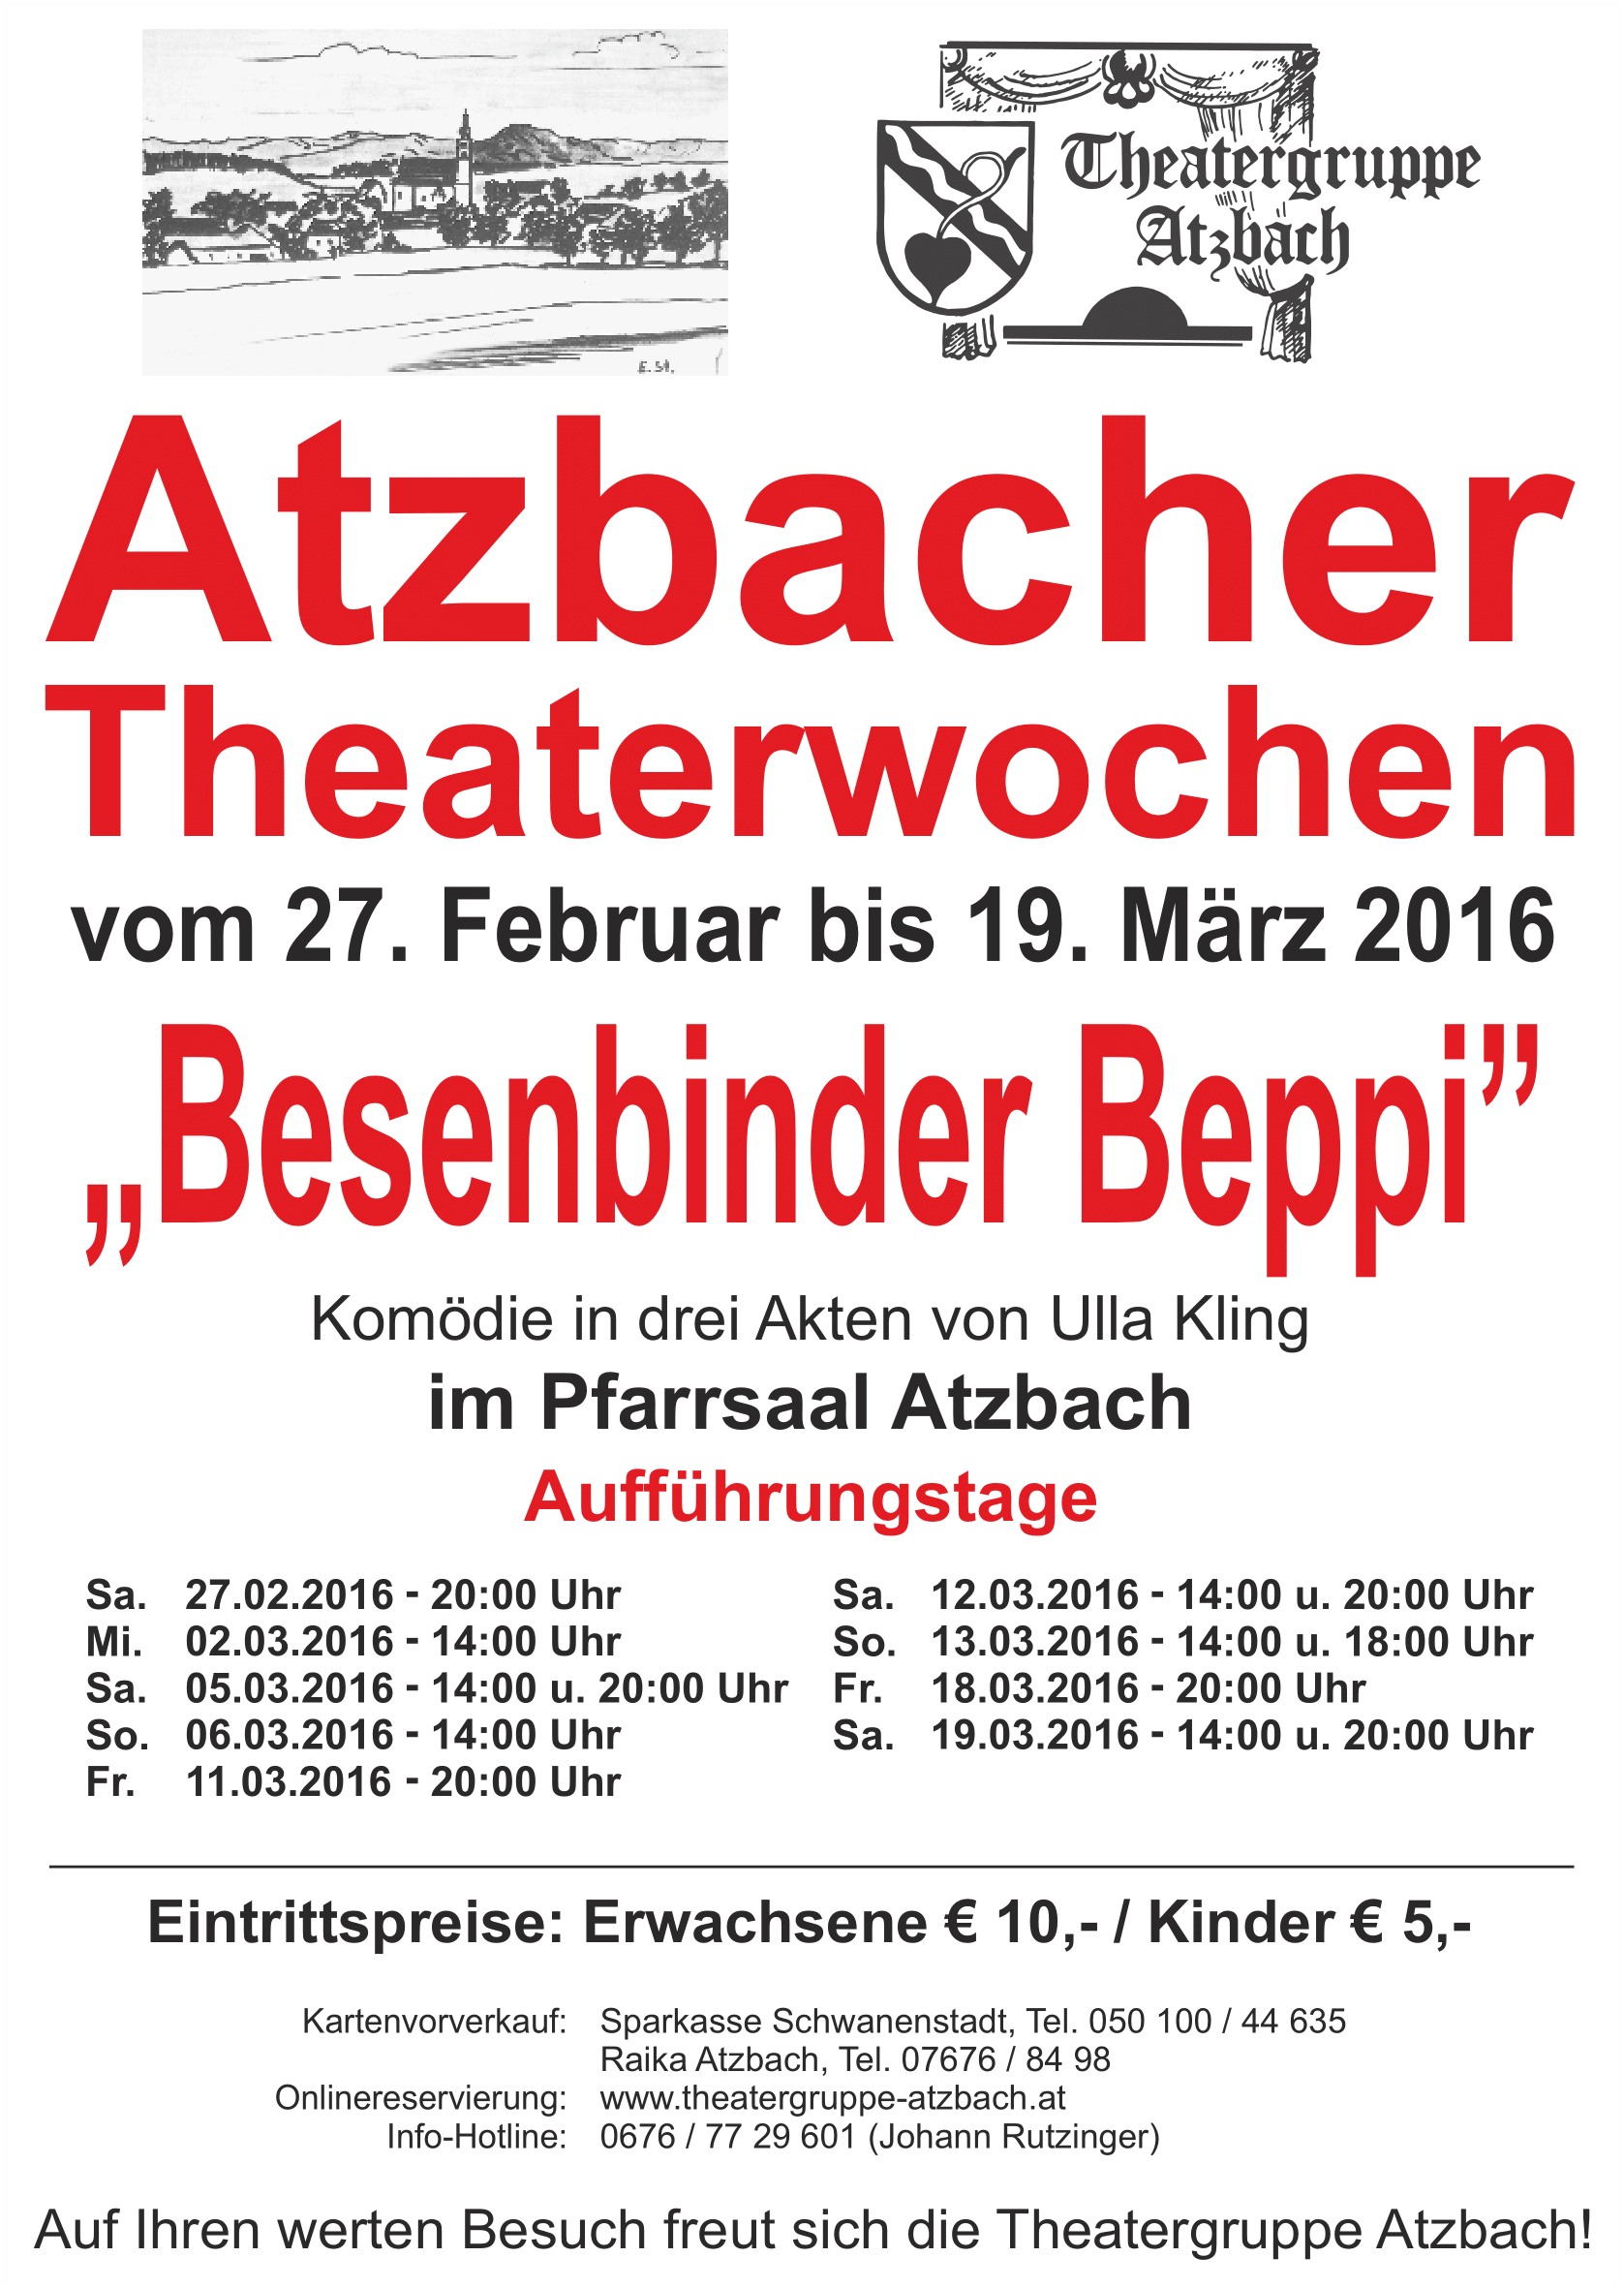 E. St.
Theatergruppe
Atzbach
Atzbacher
Theaterwochen
vom 27. Februar bis 19. März 2016
„Besenbinder Beppi”
Komödie in drei Akten von Ulla Kling
im Pfarrsaal Atzbach
Aufführungstage
Sa. 27.02.2016 - 20:00 Uhr
Mi. 02.03.2016 - 14:00 Uhr
Sa. 05.03.2016 - 14:00 u. 20:00 Uhr
So. 06.03.2016 - 14:00 Uhr
Fr. 11.03.2016 - 20:00 Uhr
Sa. 12.03.2016 - 14:00 u. 20:00 Uhr
So. 13.03.2016 - 14:00 u. 18:00 Uhr
Fr. 18.03.2016 - 20:00 Uhr
Sa. 19.03.2016 - 14:00 u. 20:00 Uhr
Eintrittspreise: Erwachsene € 10,- / Kinder € 5,-
Kartenvorverkauf: Sparkasse Schwanenstadt, Tel. 050 100 / 44 635
Raika Atzbach, Tel. 07676 / 84 98
Onlinereservierung: www.theatergruppe-atzbach.at
Info-Hotline: 0676 / 77 29 601 (Johann Rutzinger)
Auf Ihren werten Besuch freut sich die Theatergruppe Atzbach!